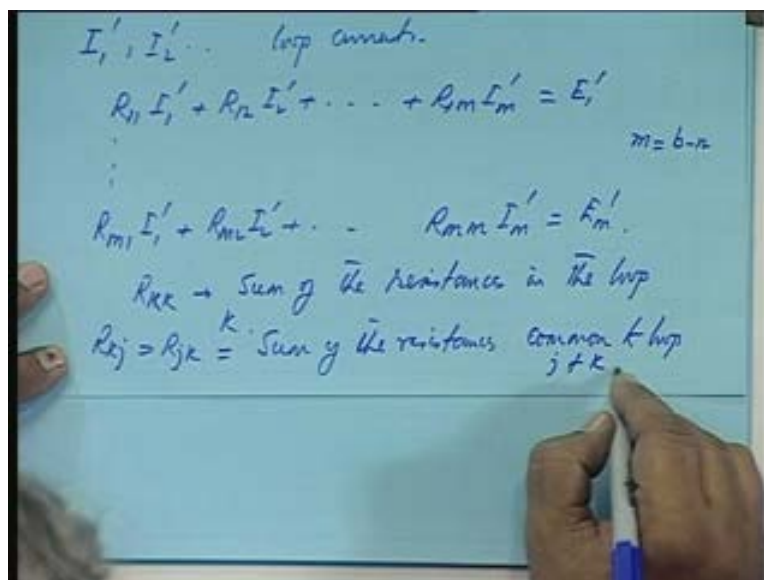 I₁', I₂' .. loop currents.
R₁₁ I₁' + R₁₂ I₂' + . . . + R₁m Im' = E₁'
m = b-n
:
Rm₁ I₁' + Rm₂ I₂' + . . Rmm Im' = Em'.
RKK → Sum of the resistances in the loop
K.
Rkj = Rjk = Sum of the resistances common to loop
j + k.